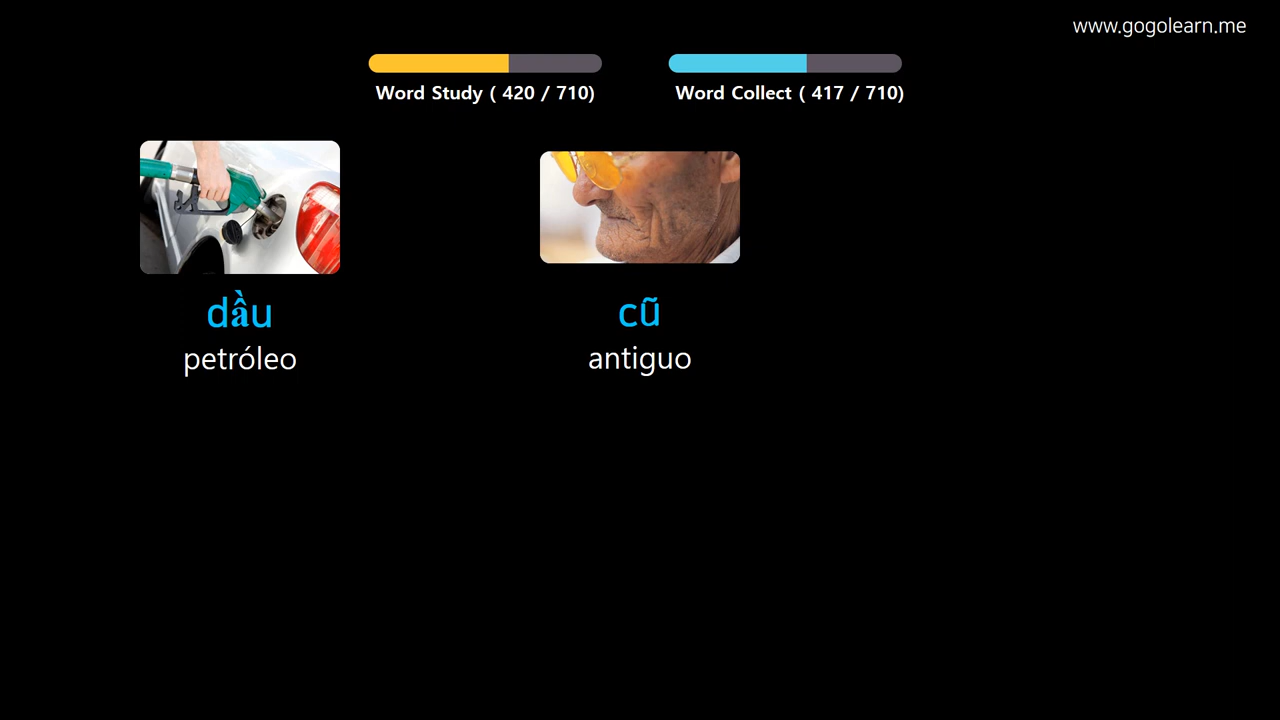 www.gogolearn.me
Word Study ( 420 / 710)
Word Collect ( 417 / 710)
dầu
petróleo
cũ
antiguo